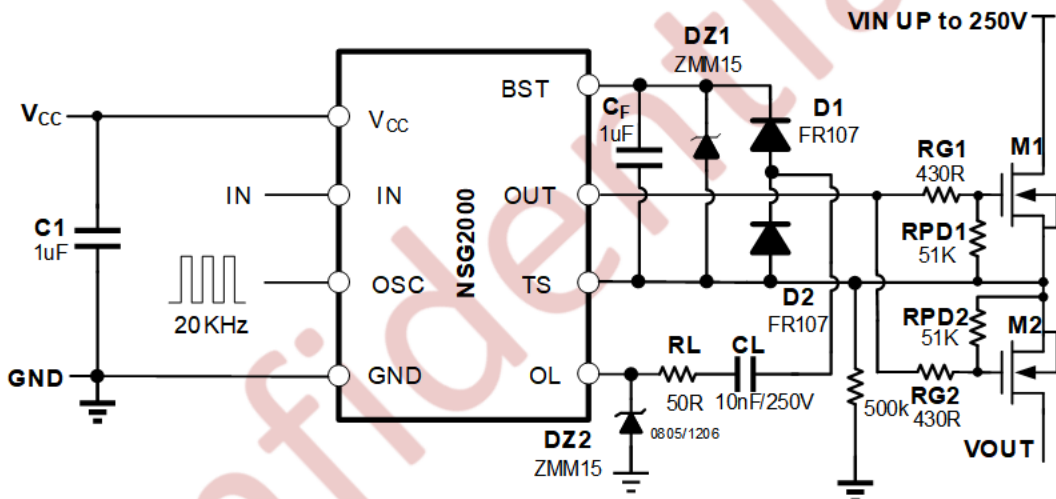 VIN UP to 250V
DZ1
ZMM15
BST
CF
1uF
D1
FR107
VCC
VCC
M1
RG1
430R
IN
IN
OUT
C1
1uF
NSG2000
RPD1
51K
OSC
TS
20KHz
D2
FR107
RPD2
51K
M2
RL
CL
GND
GND
OL
50R
10nF/250V
500k
RG2
430R
DZ2
ZMM15
0805/1206
VOUT
nfidentia